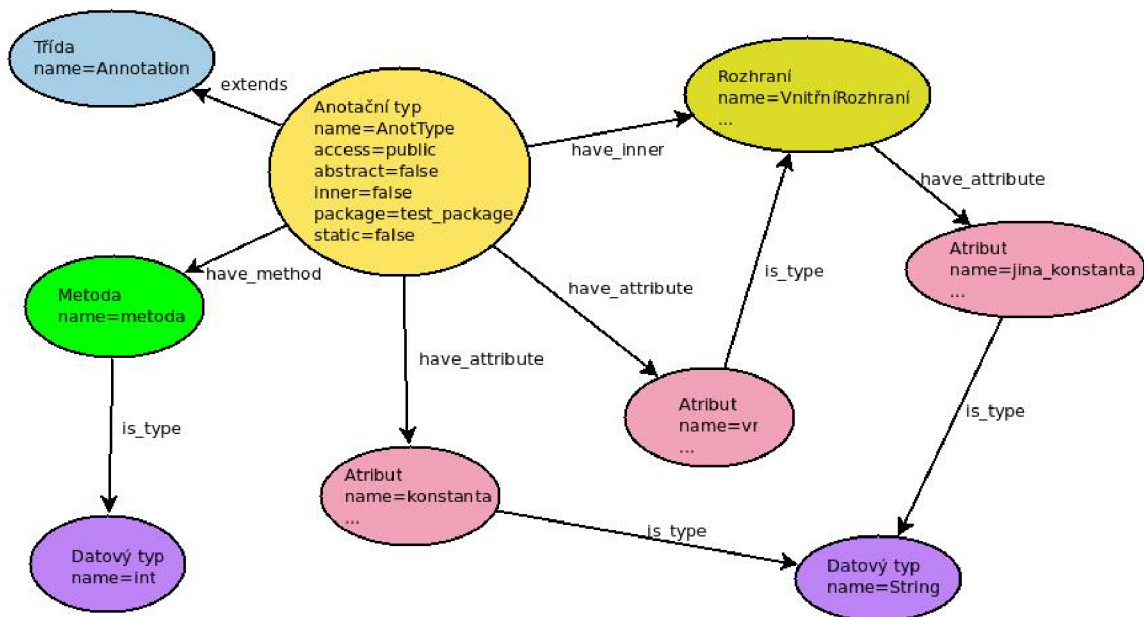 Třída
name=Annotation
extends
Anotační typ
name=AnotType
access=public
abstract=false
inner=false
package=test_package
static=false
have_inner
Rozhraní
name=VnitřníRozhraní
...
have_attribute
Atribut
name=jina_konstanta
...
have_method
Metoda
name=metoda
have_attribute
is_type
have_attribute
is_type
Atribut
name=vr
...
is_type
Atribut
name=konstanta
...
is_type
Datový typ
name=int
Datový typ
name=String